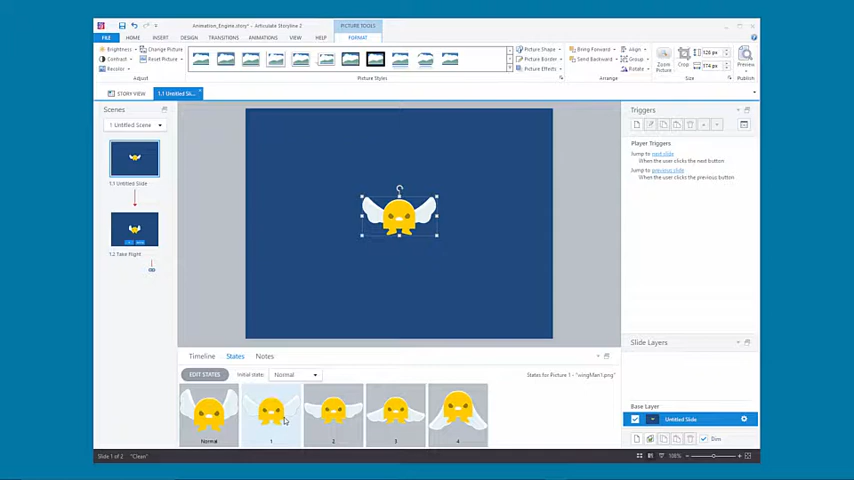 Animation_Engine.story* - Articulate Storyline 2
PICTURE TOOLS
FILE HOME INSERT DESIGN TRANSITIONS ANIMATIONS VIEW HELP FORMAT
Brightness Change Picture
Contrast Reset Picture
Recolor
Adjust
Picture Styles
Picture Shape
Picture Border
Picture Effects
Bring Forward
Send Backward
Align
Group
Rotate
Arrange
Zoom Picture
Crop
126 px
174 px
Size
Preview
Publish
STORY VIEW
1.1 Untitled Sli...
Scenes
1 Untitled Scene
1.1 Untitled Slide
1.2 Take Flight
Triggers
Player Triggers
Jump to next slide
When the user clicks the next button
Jump to previous slide
When the user clicks the previous button
Timeline States Notes
EDIT STATES Initial state: Normal
States for Picture 1 - "wingMan1.png"
Normal 1 2 3 4
Slide Layers
Base Layer
Untitled Slide
Dim
Slide 1 of 2 "Clean"
100%